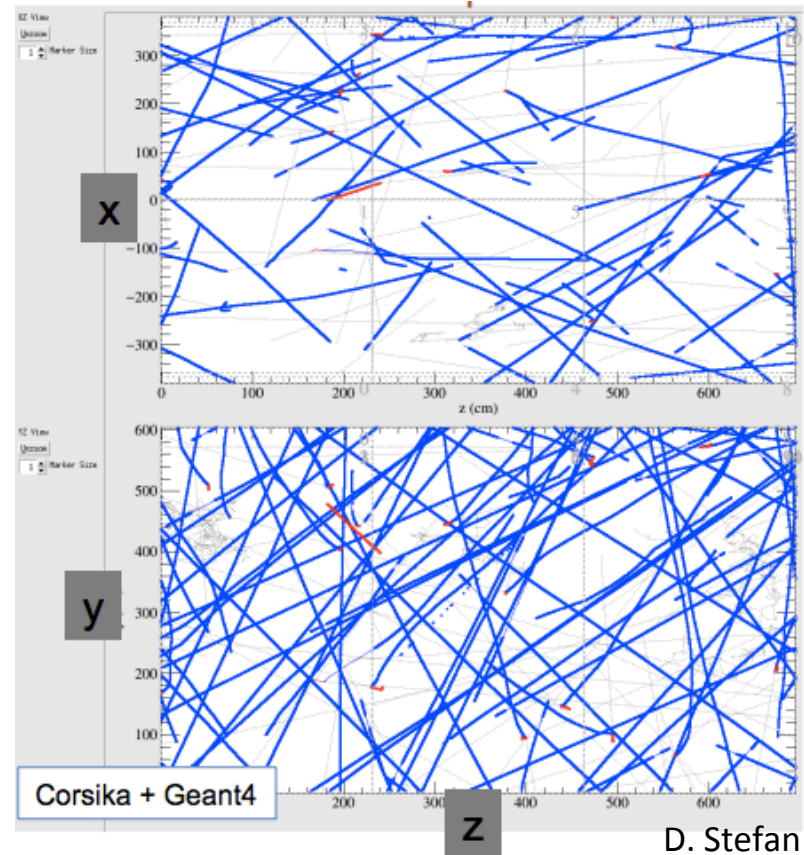 XZ View
Unzoom
1 Marker Size
300
200
100
x
0
−100
−200
−300
0 100 200 300 400 500 600
z (cm)
YZ View
Unzoom
1 Marker Size
600
500
400
y
300
200
100
Corsika + Geant4
200 300 400 500 600
z
D. Stefan